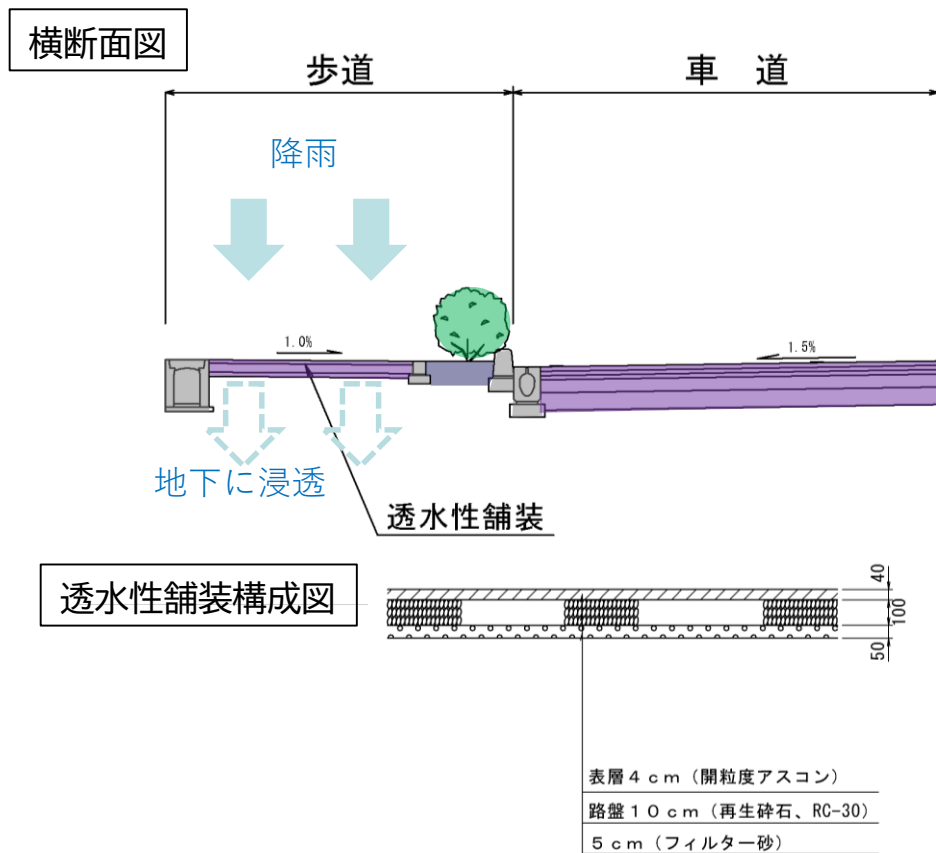 横断面図
歩道
車 道
降雨
1.0%
1.5%
地下に浸透
透水性舗装
透水性舗装構成図
40
100
50
表層4cm（開粒度アスコン）
路盤10cm（再生砕石、RC-30）
5cm（フィルター砂）